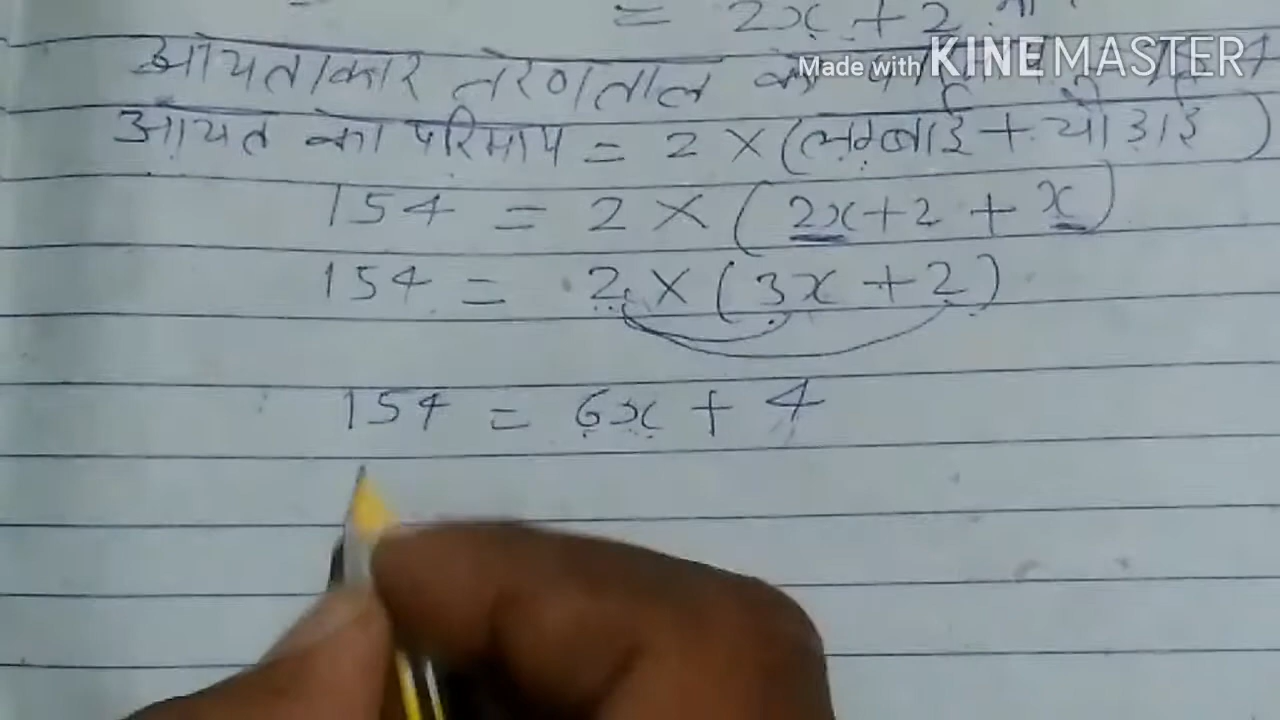 = 2x + 2 मी
आयताकार तरणताल का
Made with KINEMASTER
आयत का परिमाप = 2 × (लम्बाई + चौड़ाई)
154 = 2 × (2x + 2 + x)
154 = 2 × (3x + 2)
154 = 6x + 4